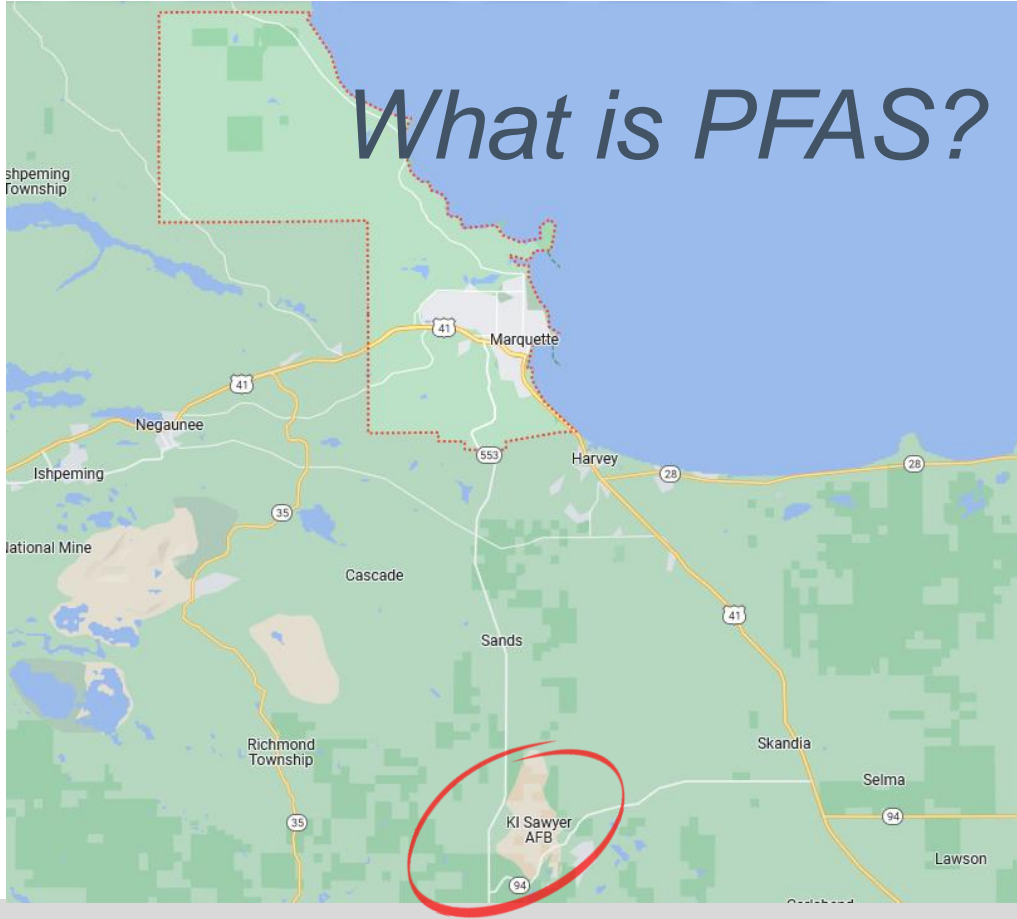 What is PFAS?
shpeming
Township
41
Marquette
41
Negaunee
553
Harvey
28
28
Ishpeming
35
National Mine
Cascade
41
Sands
Richmond
Township
Skandia
Selma
KI Sawyer
AFB
35
94
Lawson
94